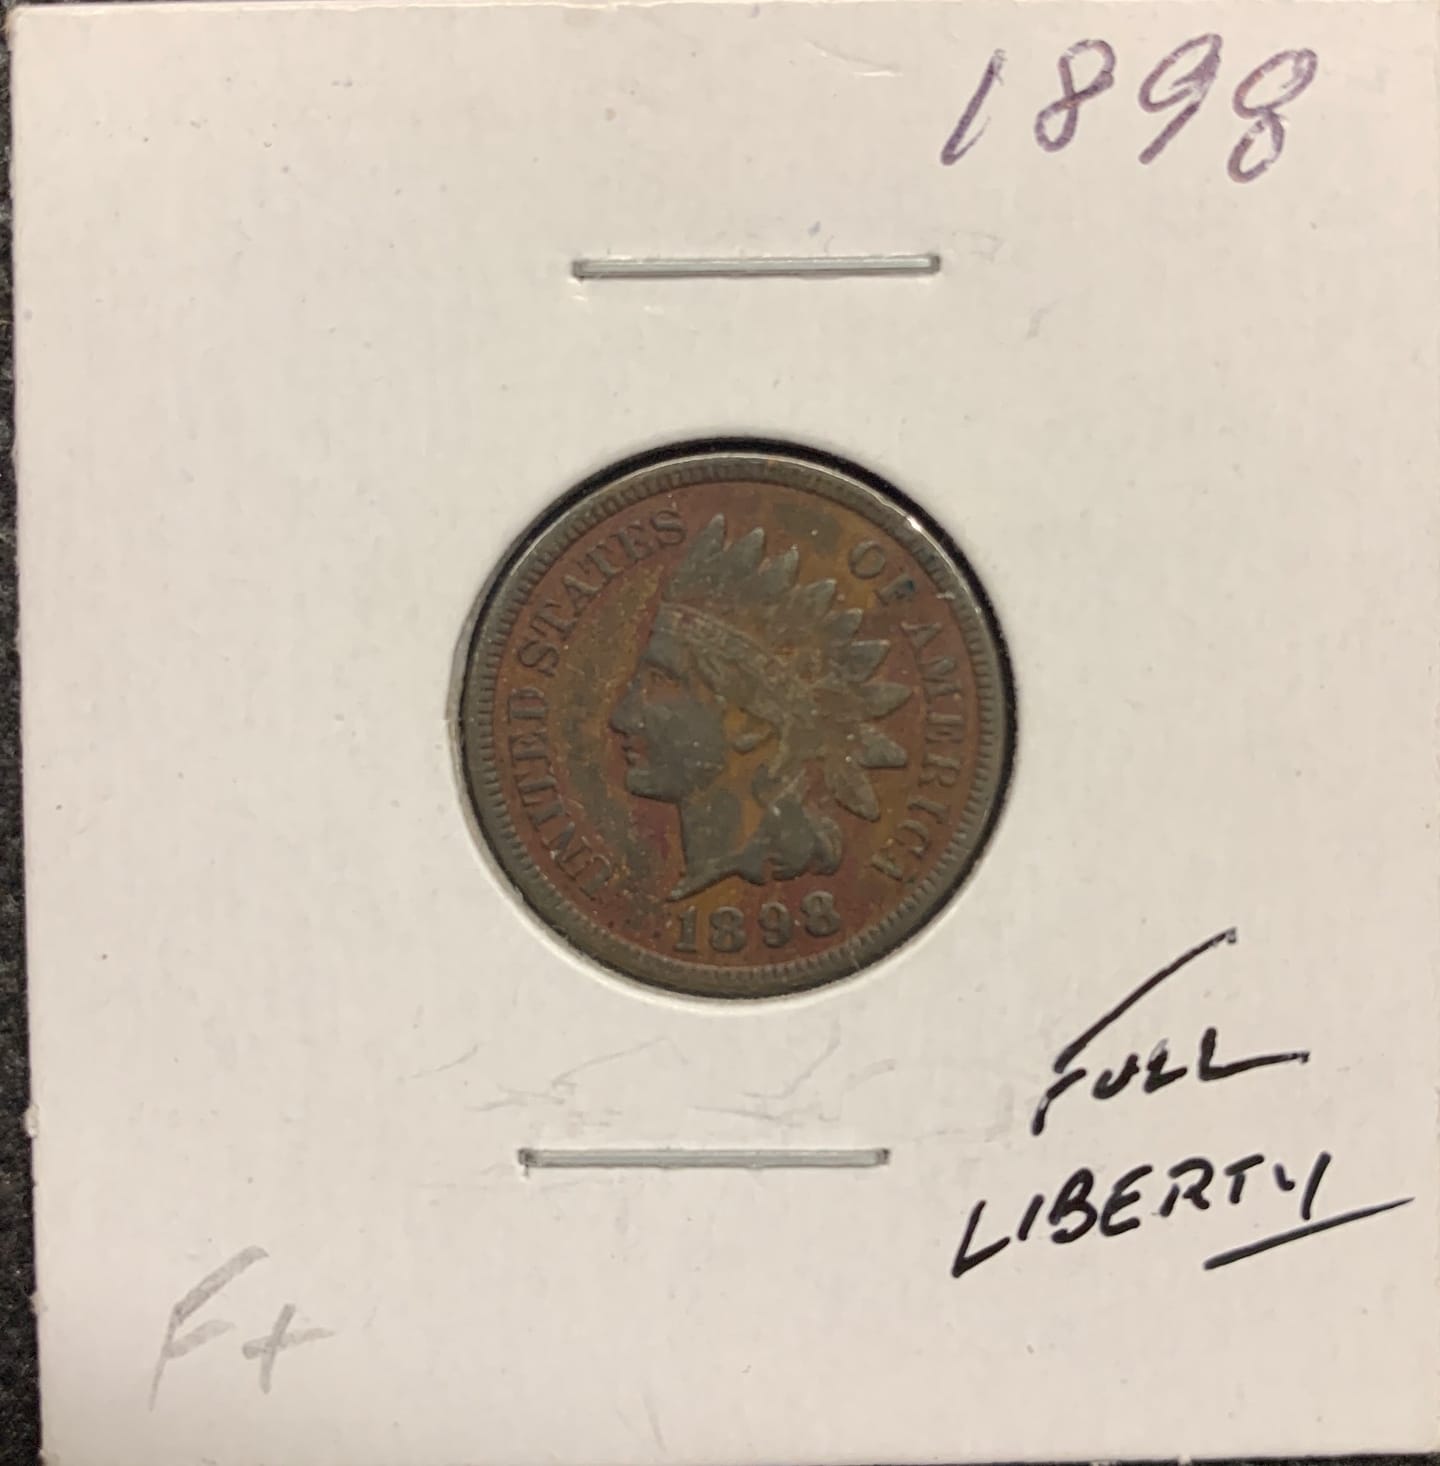 1898
UNITED STATES OF AMERICA
1898
FULL
LIBERTY
F+